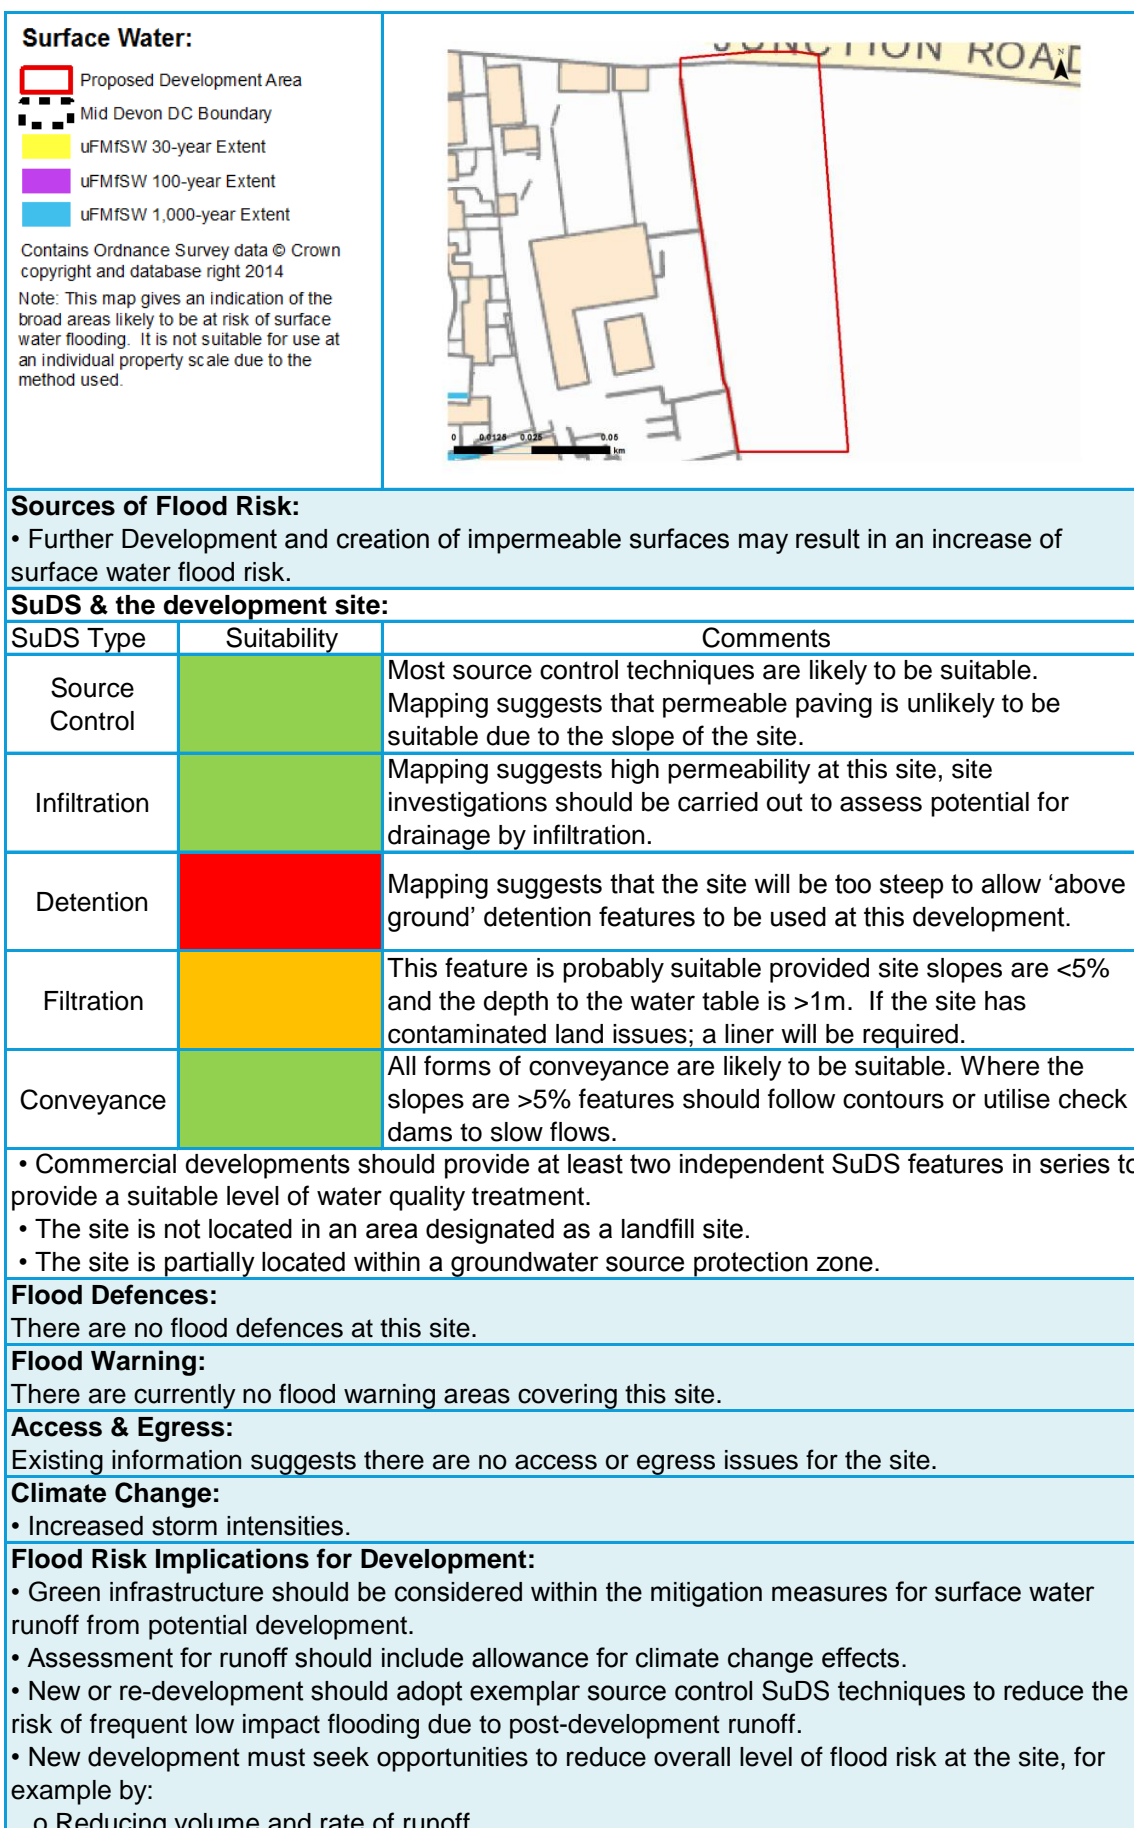 Surface Water:
Proposed Development Area
Mid Devon DC Boundary
uFMfSW 30-year Extent
uFMfSW 100-year Extent
uFMfSW 1,000-year Extent
Contains Ordnance Survey data © Crown
copyright and database right 2014
Note: This map gives an indication of the
broad areas likely to be at risk of surface
water flooding. It is not suitable for use at
an individual property scale due to the
method used.
JUNCTION ROAD
N
0 0.0125 0.025 0.05
km
Sources of Flood Risk:
• Further Development and creation of impermeable surfaces may result in an increase of
surface water flood risk.
SuDS & the development site:
SuDS Type Suitability Comments
Source
Control
Most source control techniques are likely to be suitable.
Mapping suggests that permeable paving is unlikely to be
suitable due to the slope of the site.
Infiltration
Mapping suggests high permeability at this site, site
investigations should be carried out to assess potential for
drainage by infiltration.
Detention
Mapping suggests that the site will be too steep to allow ‘above
ground’ detention features to be used at this development.
Filtration
This feature is probably suitable provided site slopes are <5%
and the depth to the water table is >1m. If the site has
contaminated land issues; a liner will be required.
Conveyance
All forms of conveyance are likely to be suitable. Where the
slopes are >5% features should follow contours or utilise check
dams to slow flows.
• Commercial developments should provide at least two independent SuDS features in series to
provide a suitable level of water quality treatment.
• The site is not located in an area designated as a landfill site.
• The site is partially located within a groundwater source protection zone.
Flood Defences:
There are no flood defences at this site.
Flood Warning:
There are currently no flood warning areas covering this site.
Access & Egress:
Existing information suggests there are no access or egress issues for the site.
Climate Change:
• Increased storm intensities.
Flood Risk Implications for Development:
• Green infrastructure should be considered within the mitigation measures for surface water
runoff from potential development.
• Assessment for runoff should include allowance for climate change effects.
• New or re-development should adopt exemplar source control SuDS techniques to reduce the
risk of frequent low impact flooding due to post-development runoff.
• New development must seek opportunities to reduce overall level of flood risk at the site, for
example by:
o Reducing volume and rate of runoff